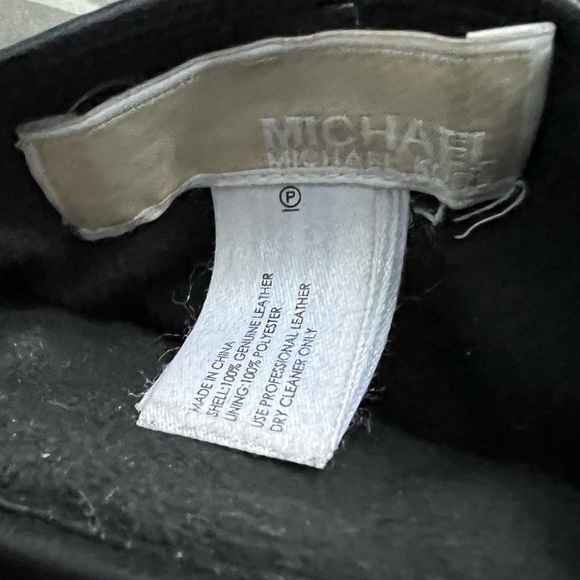 MICHAEL
MICHAEL KORS
P
MADE IN CHINA
SHELL:100% GENUINE LEATHER
LINING:100% POLYESTER
USE PROFESSIONAL LEATHER
DRY CLEANER ONLY